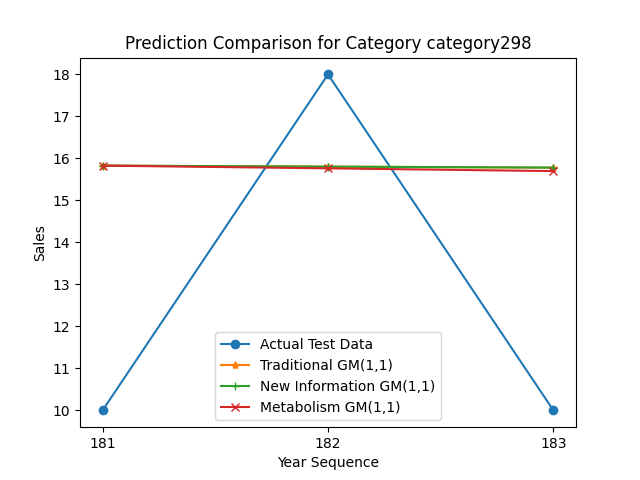 Prediction Comparison for Category category298
18
17
16
15
14
13
12
11
10
Sales
Actual Test Data
Traditional GM(1,1)
New Information GM(1,1)
Metabolism GM(1,1)
181
182
183
Year Sequence